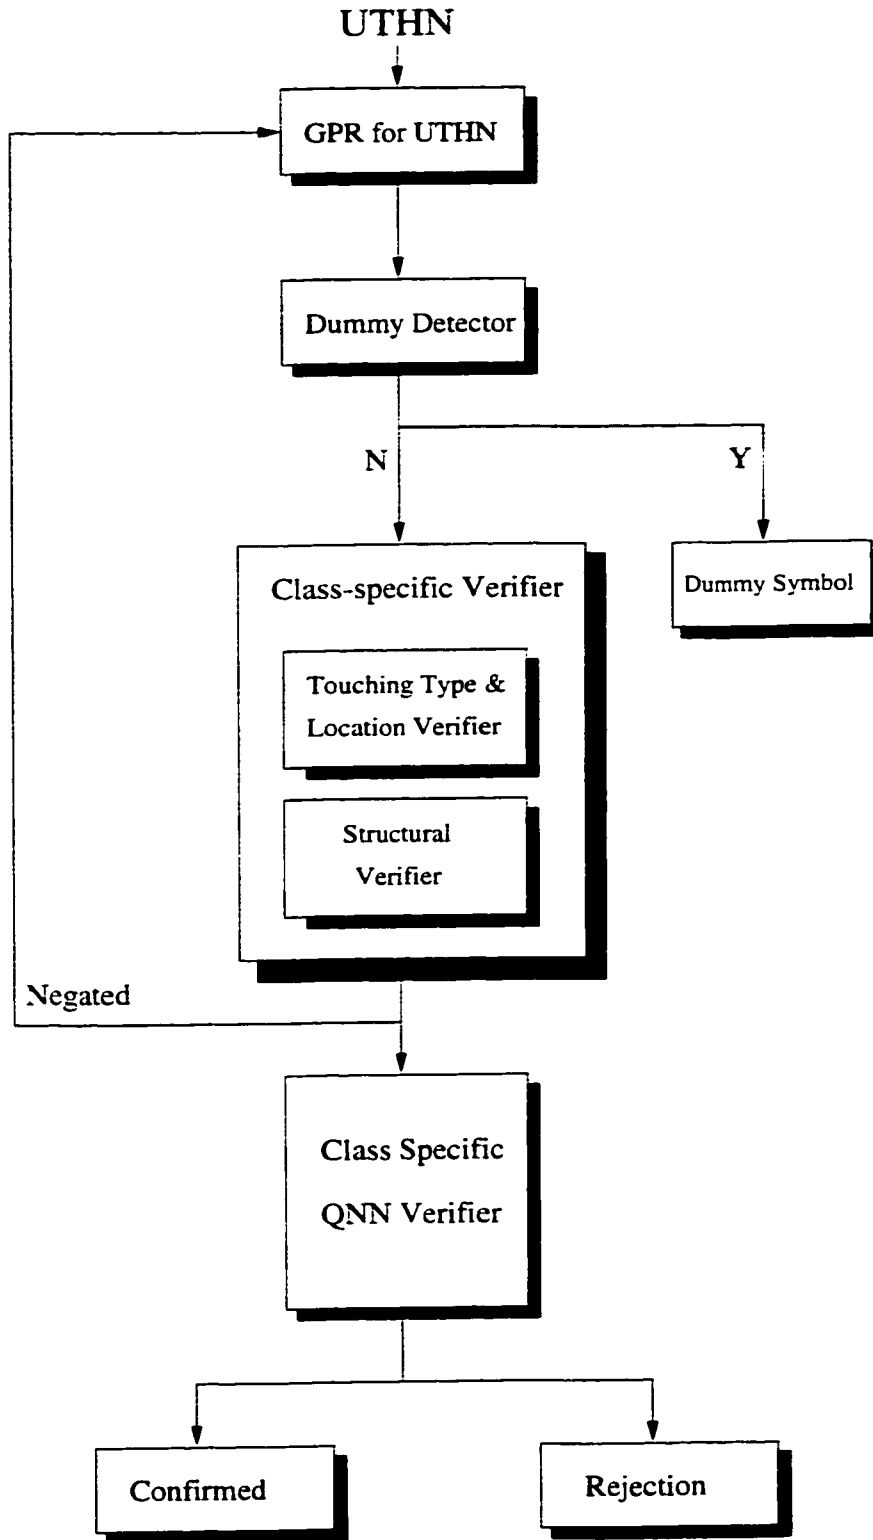 UTHN
GPR for UTHN
Dummy Detector
N
Y
Class-specific Verifier
Dummy Symbol
Touching Type &
Location Verifier
Structural
Verifier
Negated
Class Specific
QNN Verifier
Confirmed
Rejection